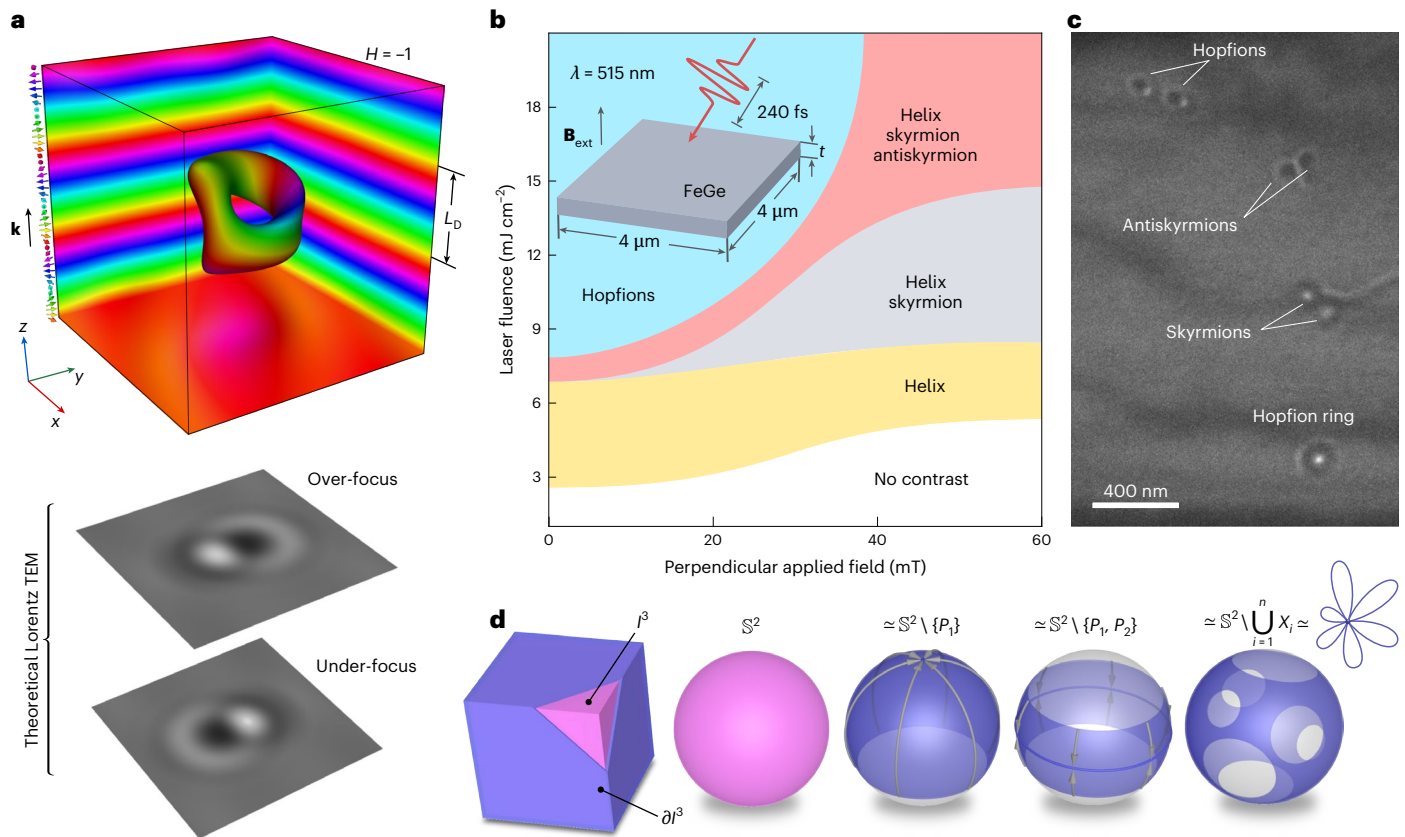 a
H = −1
k
L_D
z
y
x
Theoretical Lorentz TEM
Over-focus
Under-focus
b
Laser fluence (mJ cm⁻²)
18
15
12
9
6
3
λ = 515 nm
B_ext
240 fs
t
FeGe
4 µm
4 µm
Hopfions
Helix
skyrmion
antiskyrmion
Helix
skyrmion
Helix
No contrast
0
20
40
60
Perpendicular applied field (mT)
c
Hopfions
Antiskyrmions
Skyrmions
Hopfion ring
400 nm
d
I³
∂I³
𝕊²
≃ 𝕊² \ {P₁}
≃ 𝕊² \ {P₁, P₂}
≃ 𝕊² \ ⋃ⁿᵢ₌₁ Xᵢ ≃